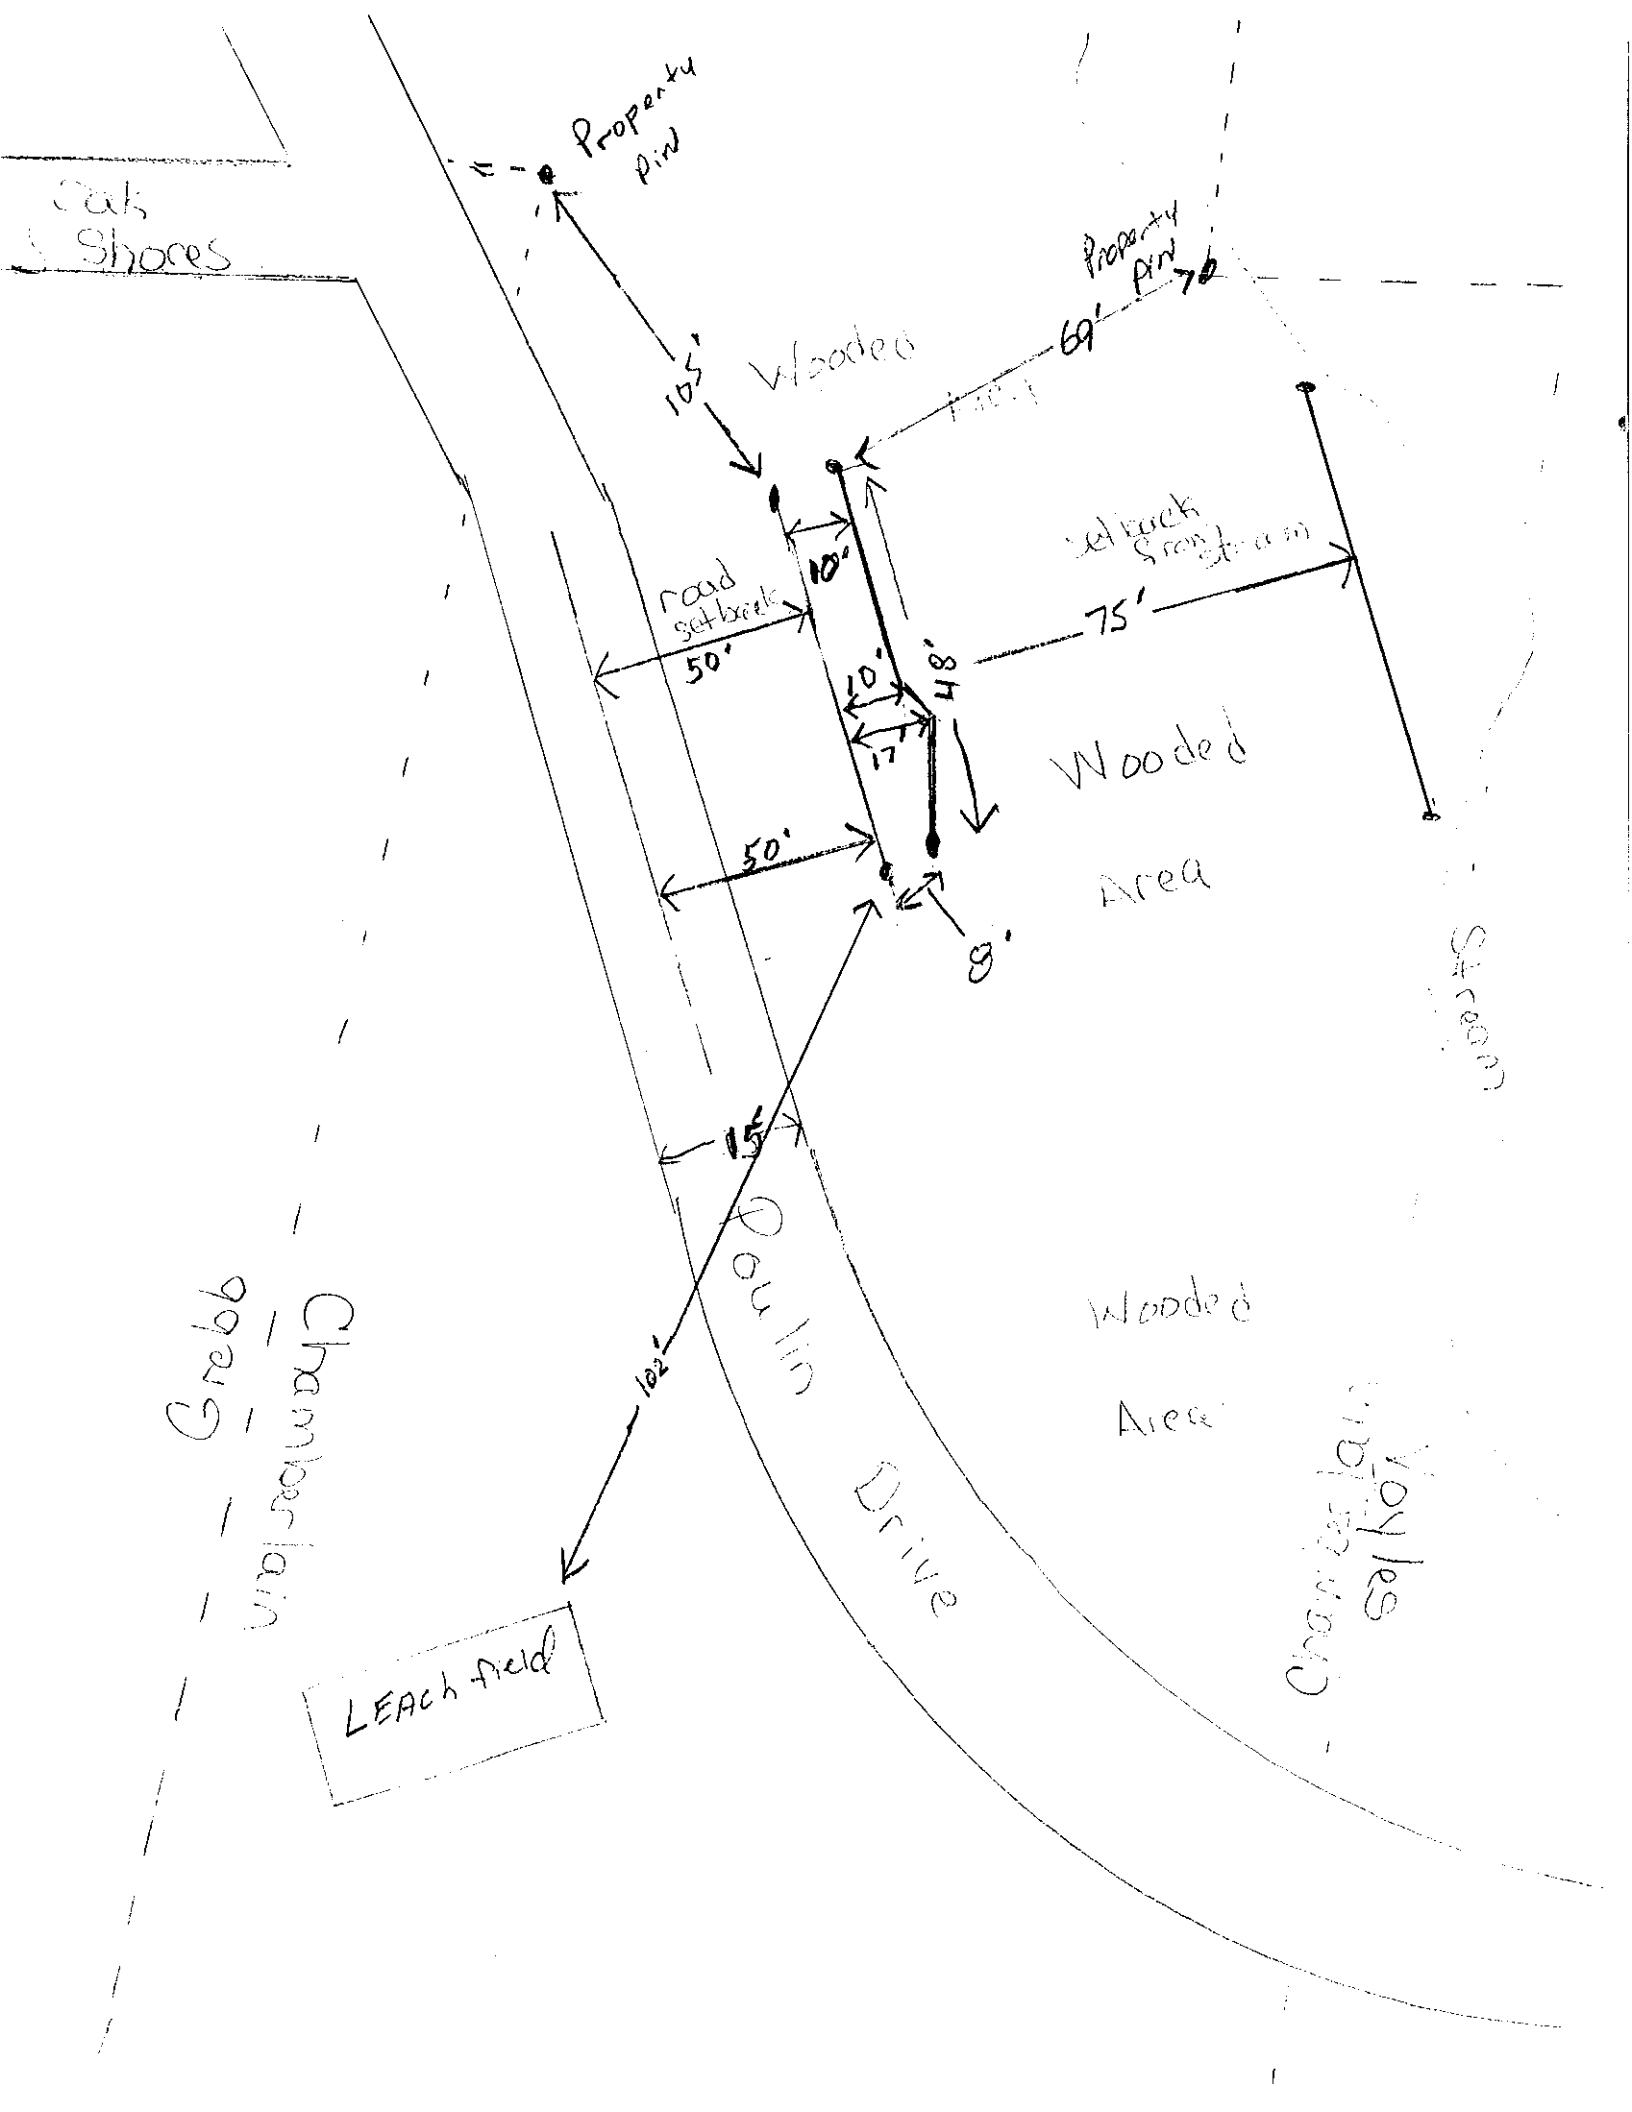 Property
pin
Oak
Shores
Property
pin
69'
Wooded
105'
setback
from
stream
10'
road
setback
50'
75'
10'
48'
17'
Wooded
50'
Area
8'
Stream
15'
Poulin Drive
Wooded
Area
Grebb
Chamberlain
102'
Voyles
Chamberlain
LEAch field